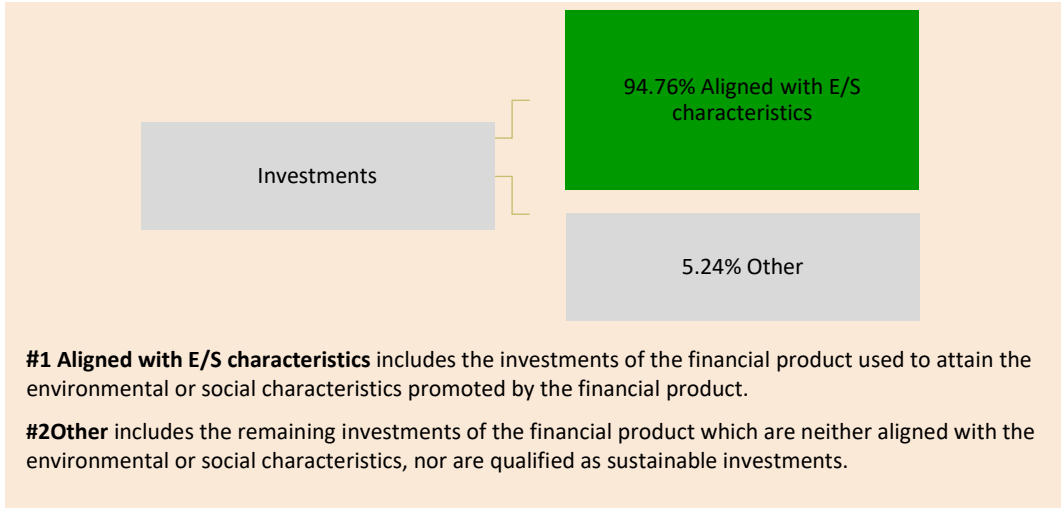 94.76% Aligned with E/S
characteristics
Investments
5.24% Other
#1 Aligned with E/S characteristics includes the investments of the financial product used to attain the
environmental or social characteristics promoted by the financial product.
#2Other includes the remaining investments of the financial product which are neither aligned with the
environmental or social characteristics, nor are qualified as sustainable investments.